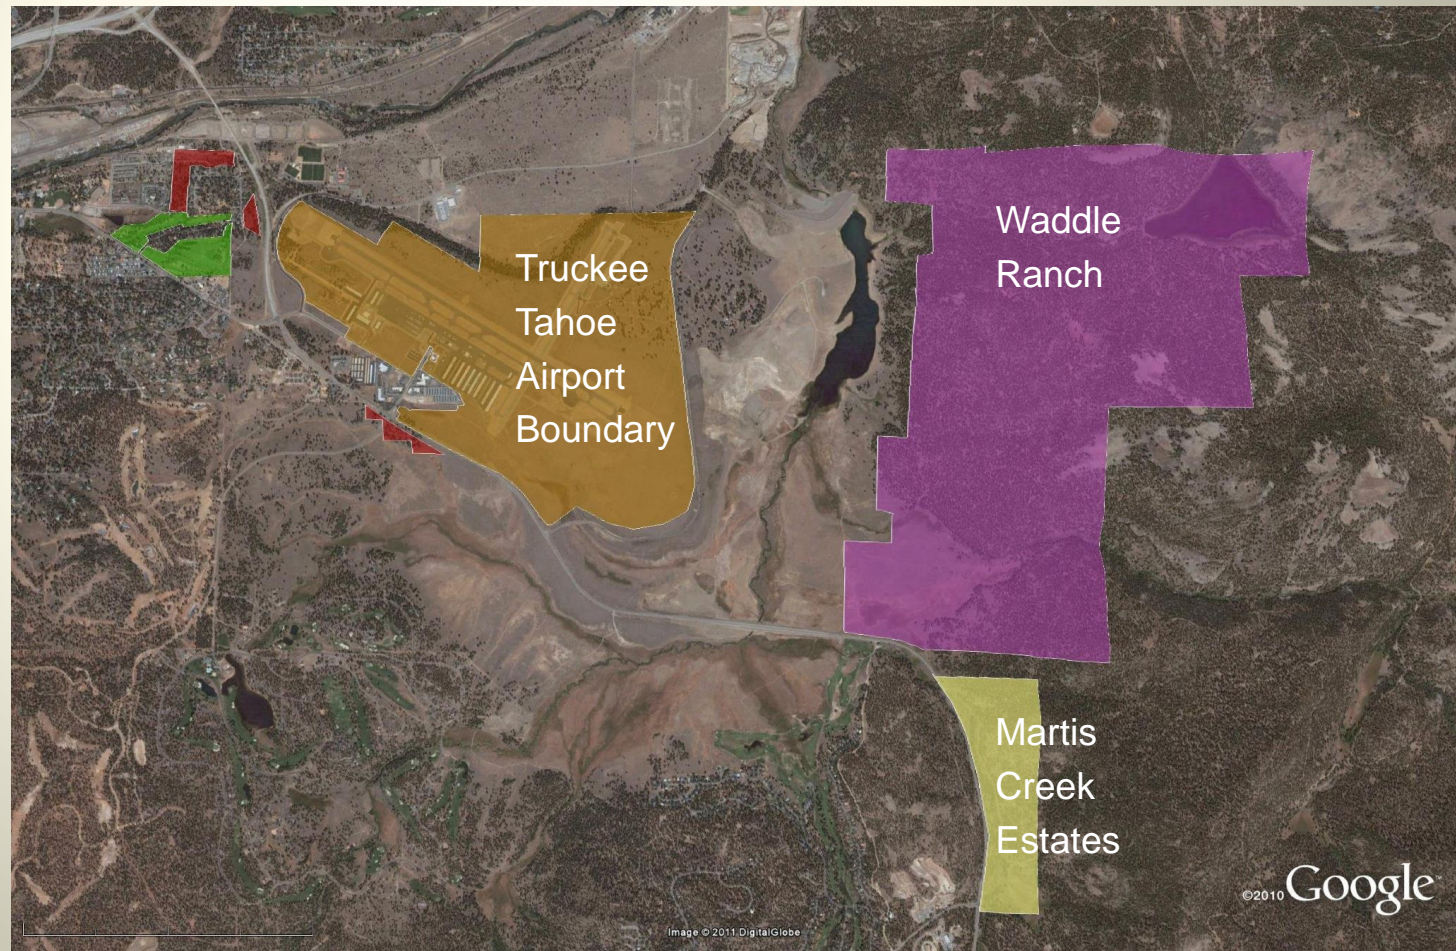 Truckee
Tahoe
Airport
Boundary
Waddle
Ranch
Martis
Creek
Estates
©2010 Google
Image © 2011 DigitalGlobe